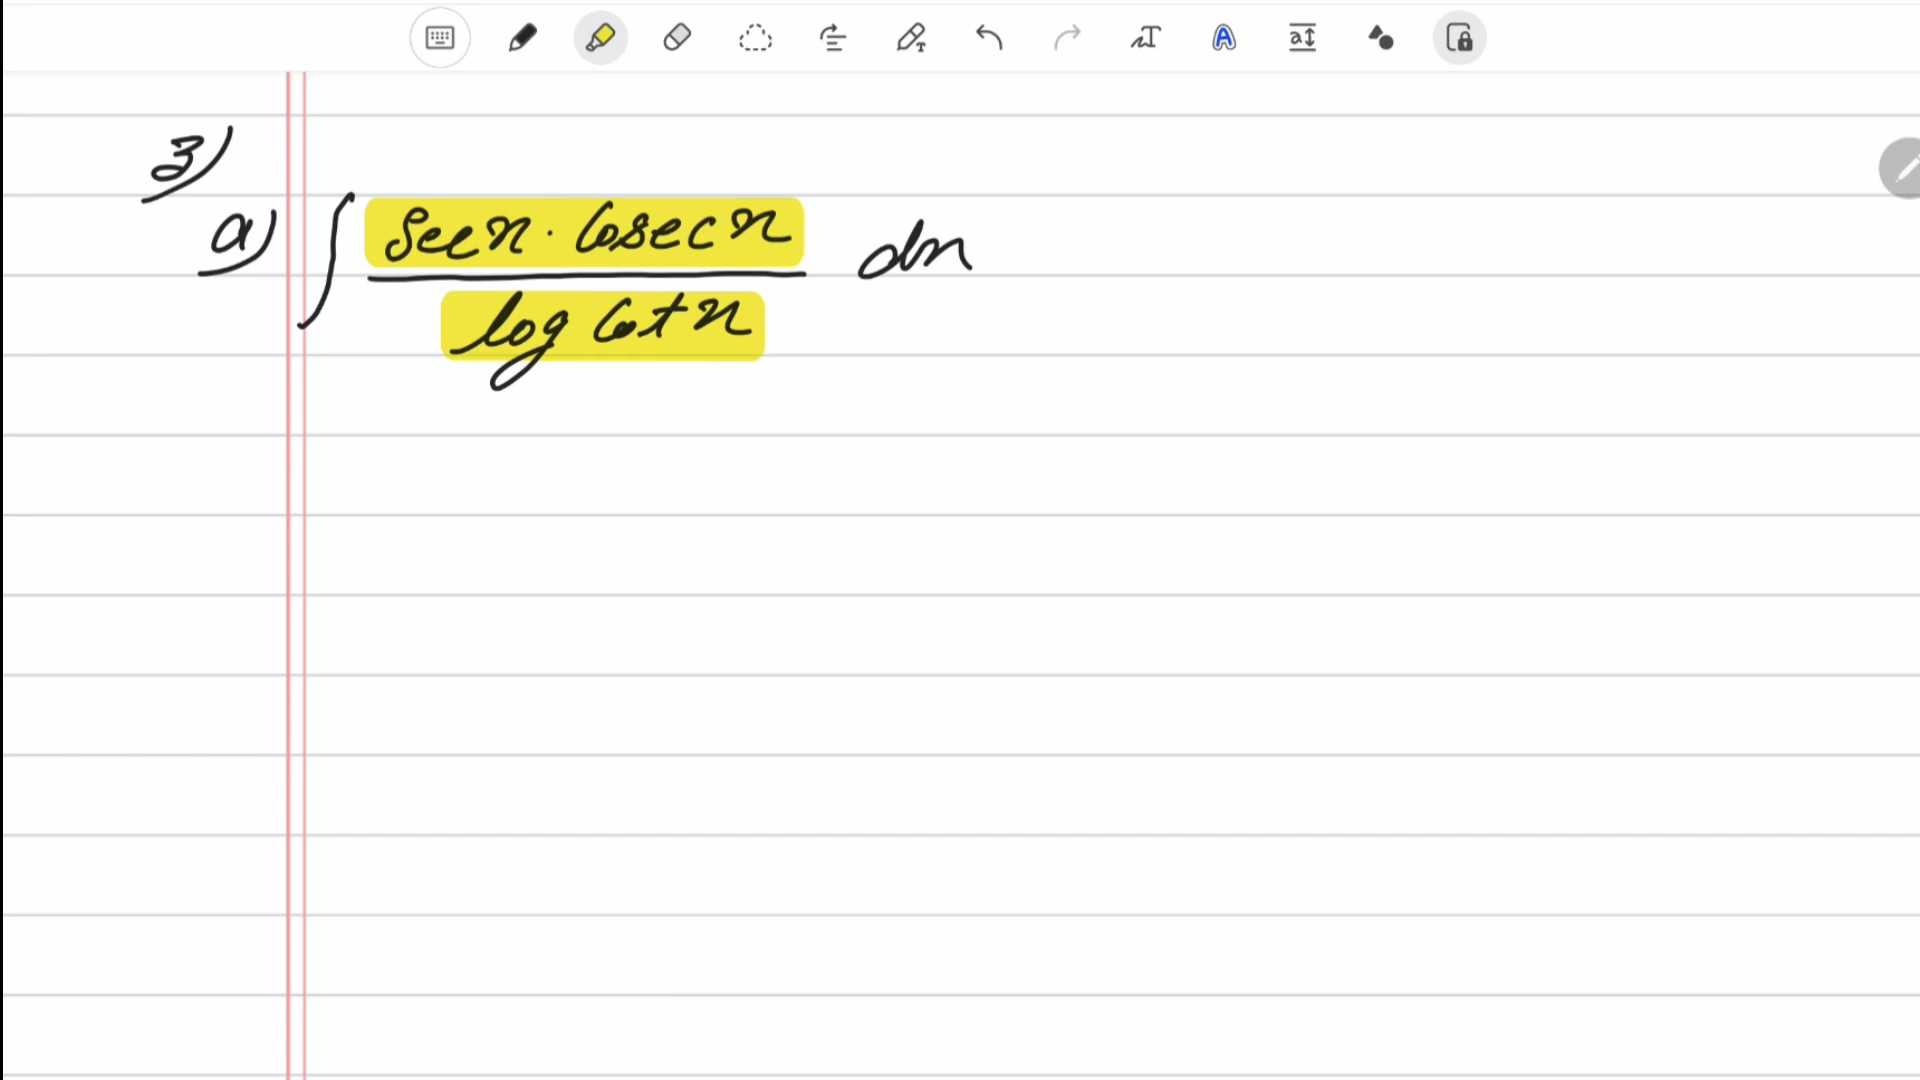 3)
a) ∫ secx · cosecx / log cotx dx